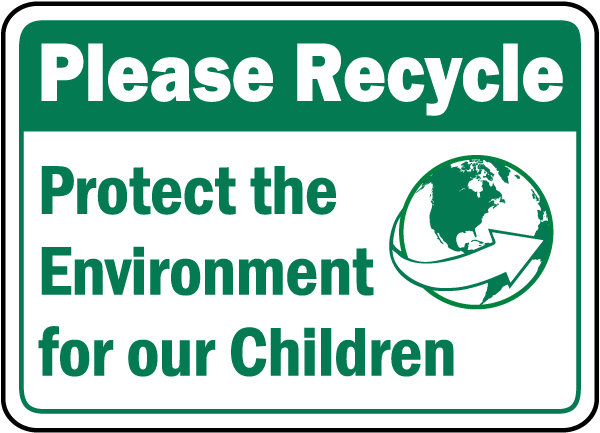 Please Recycle
Protect the
Environment
for our Children